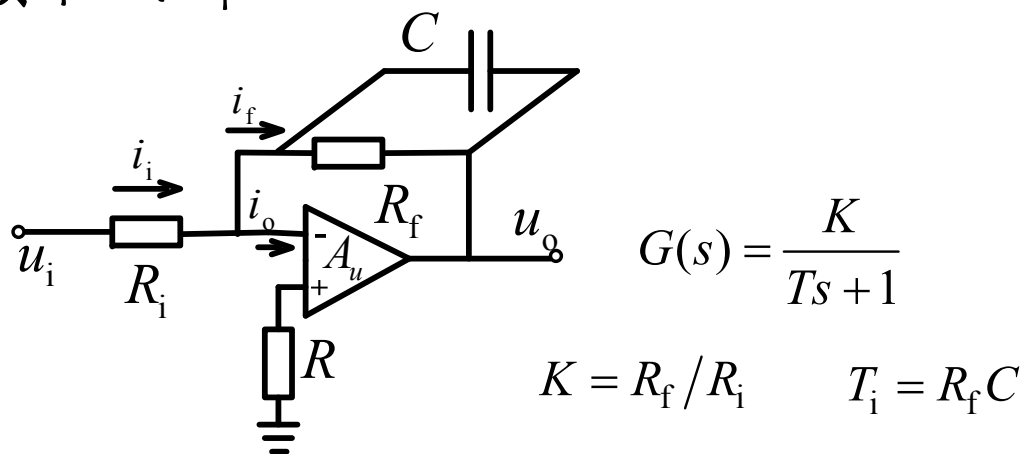 C
i_f
i_i
i_o
R_f
u_o
u_i
R_i
-
A_u
+
R
G(s) = K / (Ts + 1)
K = R_f / R_i
T_i = R_f C